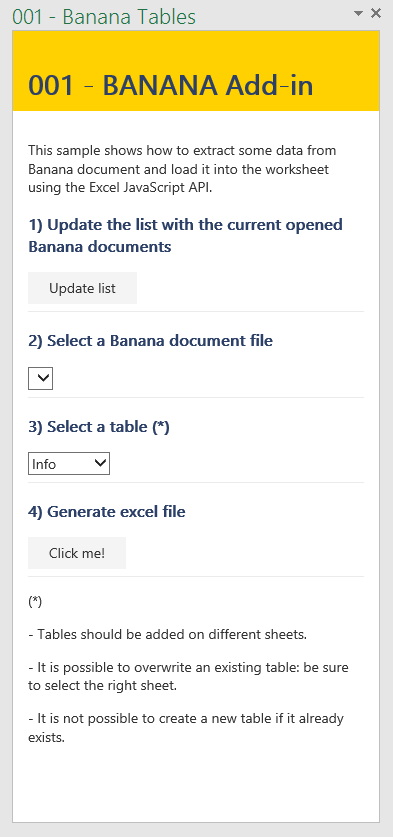 001 - Banana Tables
001 - BANANA Add-in
This sample shows how to extract some data from
Banana document and load it into the worksheet
using the Excel JavaScript API.
1) Update the list with the current opened
Banana documents
Update list
2) Select a Banana document file
3) Select a table (*)
Info
4) Generate excel file
Click me!
(*)
- Tables should be added on different sheets.
- It is possible to overwrite an existing table: be sure
to select the right sheet.
- It is not possible to create a new table if it already
exists.